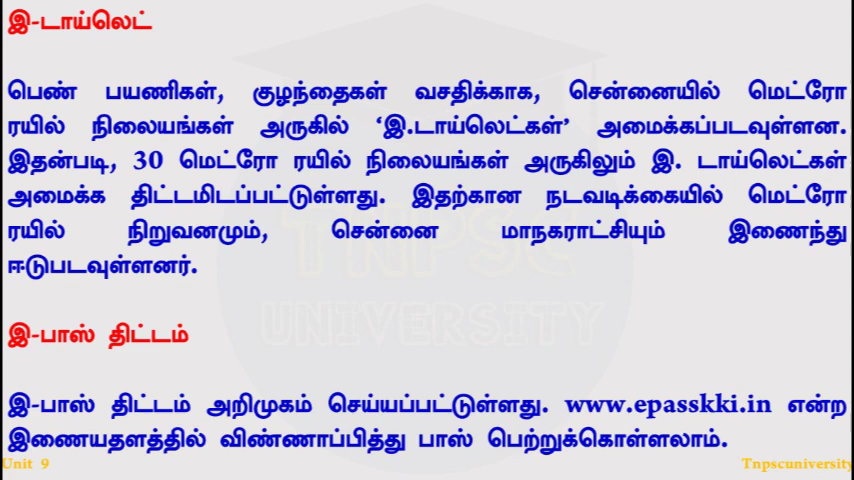 இ-டாய்லெட்
பெண் பயணிகள், குழந்தைகள் வசதிக்காக, சென்னையில் மெட்ரோ
ரயில் நிலையங்கள் அருகில் ‘இ.டாய்லெட்கள்’ அமைக்கப்படவுள்ளன.
இதன்படி, 30 மெட்ரோ ரயில் நிலையங்கள் அருகிலும் இ. டாய்லெட்கள்
அமைக்க திட்டமிடப்பட்டுள்ளது. இதற்கான நடவடிக்கையில் மெட்ரோ
ரயில் நிறுவனமும், சென்னை மாநகராட்சியும் இணைந்து
ஈடுபடவுள்ளனர்.
TNPSC
UNIVERSITY
இ-பாஸ் திட்டம்
இ-பாஸ் திட்டம் அறிமுகம் செய்யப்பட்டுள்ளது. www.epasskki.in என்ற
இணையதளத்தில் விண்ணாப்பித்து பாஸ் பெற்றுக்கொள்ளலாம்.
Unit 9
Tnpscuniversity